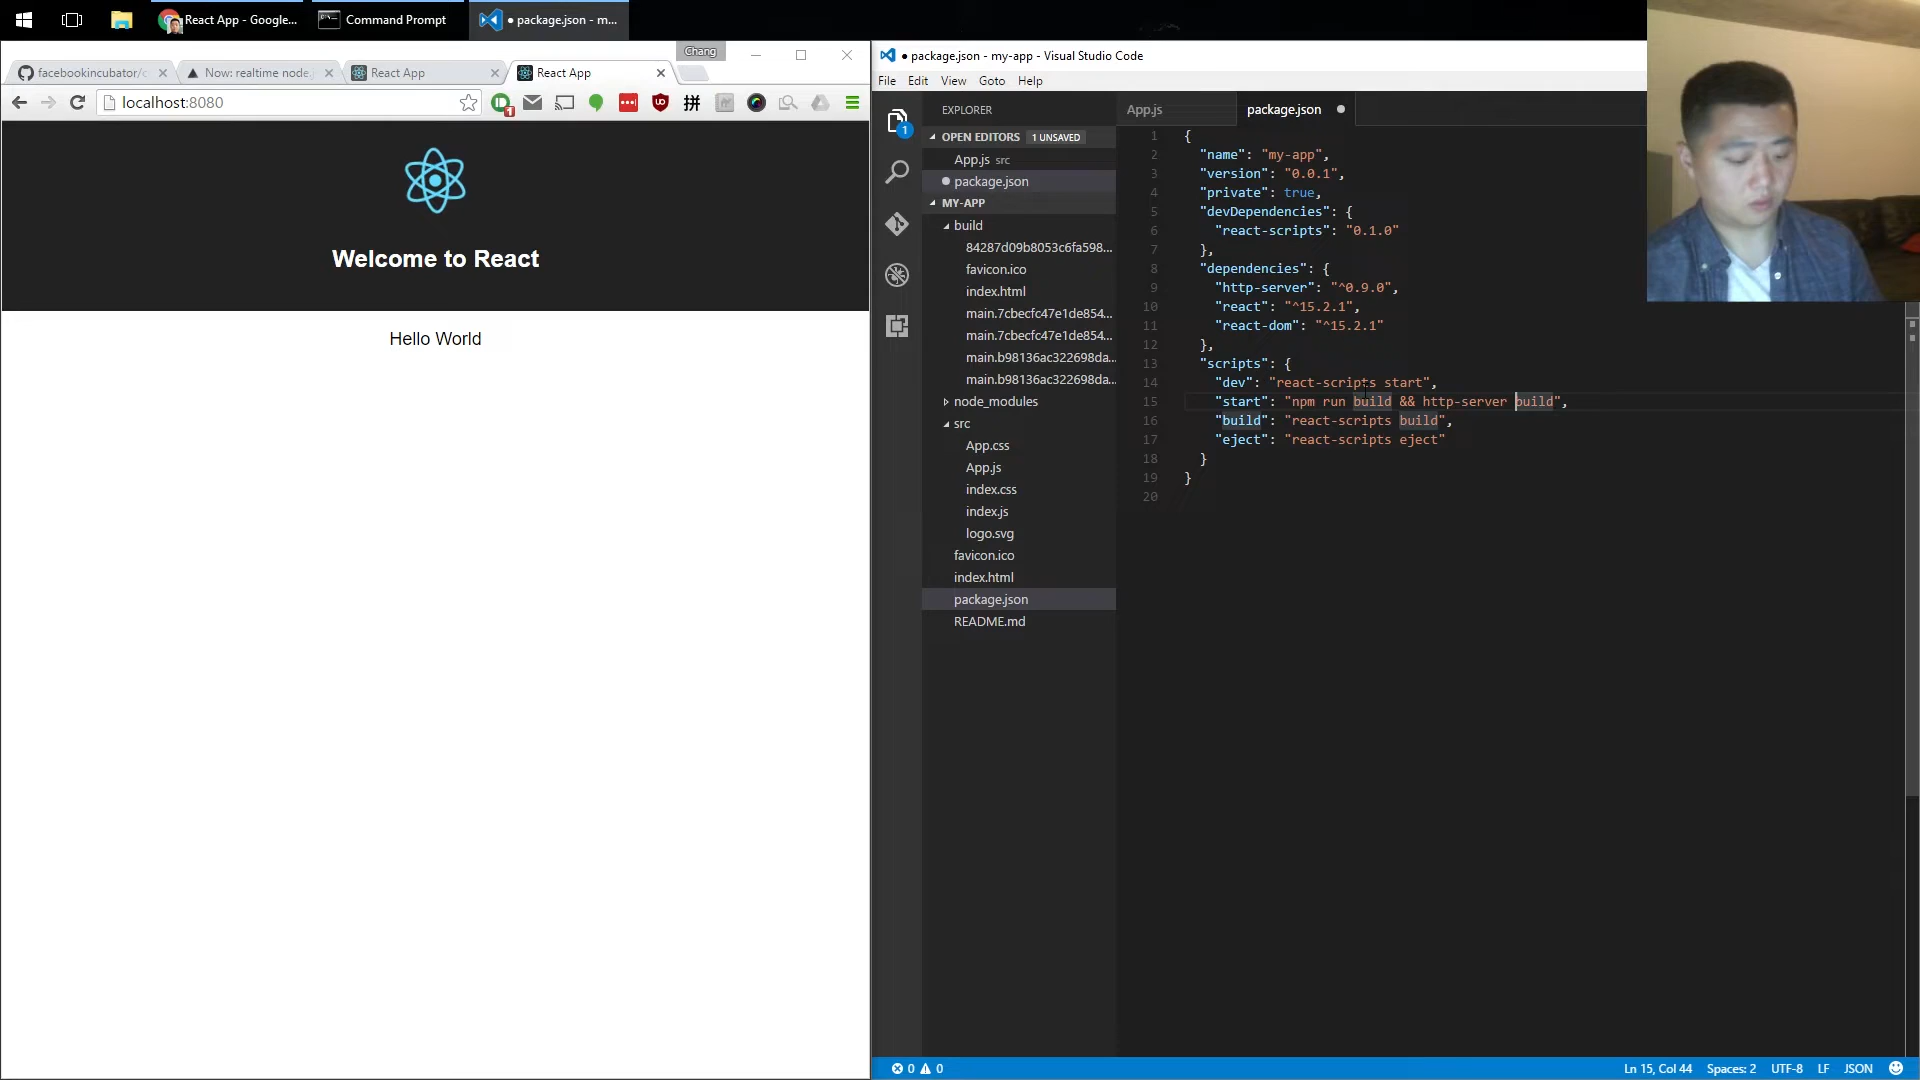 React App - Google...
Command Prompt
● package.json - m...
Chang
facebookincubator/c
Now: realtime node.
React App
React App
localhost:8080
Welcome to React
Hello World
● package.json - my-app - Visual Studio Code
File Edit View Goto Help
EXPLORER
OPEN EDITORS 1 UNSAVED
App.js src
package.json
MY-APP
build
84287d09b8053c6fa598...
favicon.ico
index.html
main.7cbecfc47e1de854...
main.7cbecfc47e1de854...
main.b98136ac322698da...
main.b98136ac322698da...
node_modules
src
App.css
App.js
index.css
index.js
logo.svg
favicon.ico
index.html
package.json
README.md
App.js
package.json
1 {
2 "name": "my-app",
3 "version": "0.0.1",
4 "private": true,
5 "devDependencies": {
6 "react-scripts": "0.1.0"
7 },
8 "dependencies": {
9 "http-server": "^0.9.0",
10 "react": "^15.2.1",
11 "react-dom": "^15.2.1"
12 },
13 "scripts": {
14 "dev": "react-scripts start",
15 "start": "npm run build && http-server build",
16 "build": "react-scripts build",
17 "eject": "react-scripts eject"
18 }
19 }
20
0 0
Ln 15, Col 44 Spaces: 2 UTF-8 LF JSON